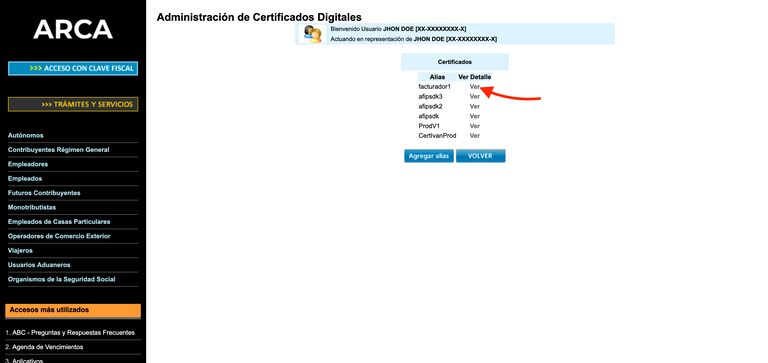 ARCA
>>> ACCESO CON CLAVE FISCAL
>>> TRÁMITES Y SERVICIOS
Autónomos
Contribuyentes Régimen General
Empleadores
Empleados
Futuros Contribuyentes
Monotributistas
Empleados de Casas Particulares
Operadores de Comercio Exterior
Viajeros
Usuarios Aduaneros
Organismos de la Seguridad Social
Accesos más utilizados
1. ABC - Preguntas y Respuestas Frecuentes
2. Agenda de Vencimientos
3. Aplicativos
Administración de Certificados Digitales
Bienvenido Usuario JHON DOE [XX-XXXXXXXX-X]
Actuando en representación de JHON DOE [XX-XXXXXXXX-X]
Certificados
Alias Ver Detalle
facturador1 Ver
afipsdk3 Ver
afipsdk2 Ver
afipsdk Ver
ProdV1 Ver
CertIvanProd Ver
Agregar alias VOLVER